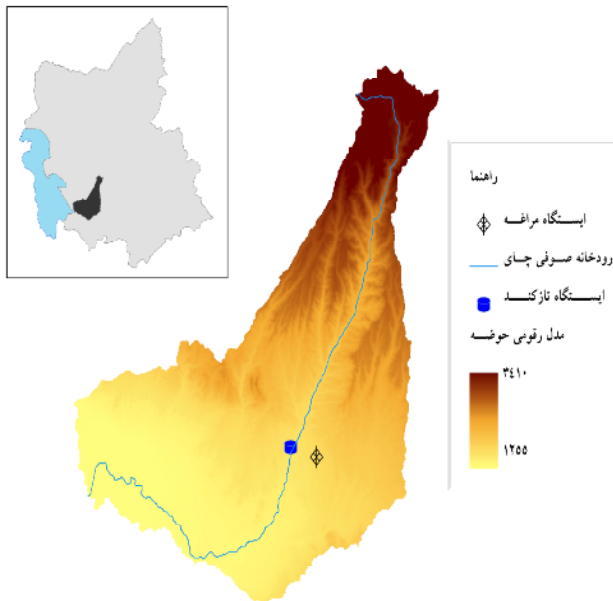 راهنما
ایستگاه مراغه
رودخانه صوفی چای
ایستگاه تازکند
مدل رقومی حوضه
۳۴۱۰
۱۲۵۵